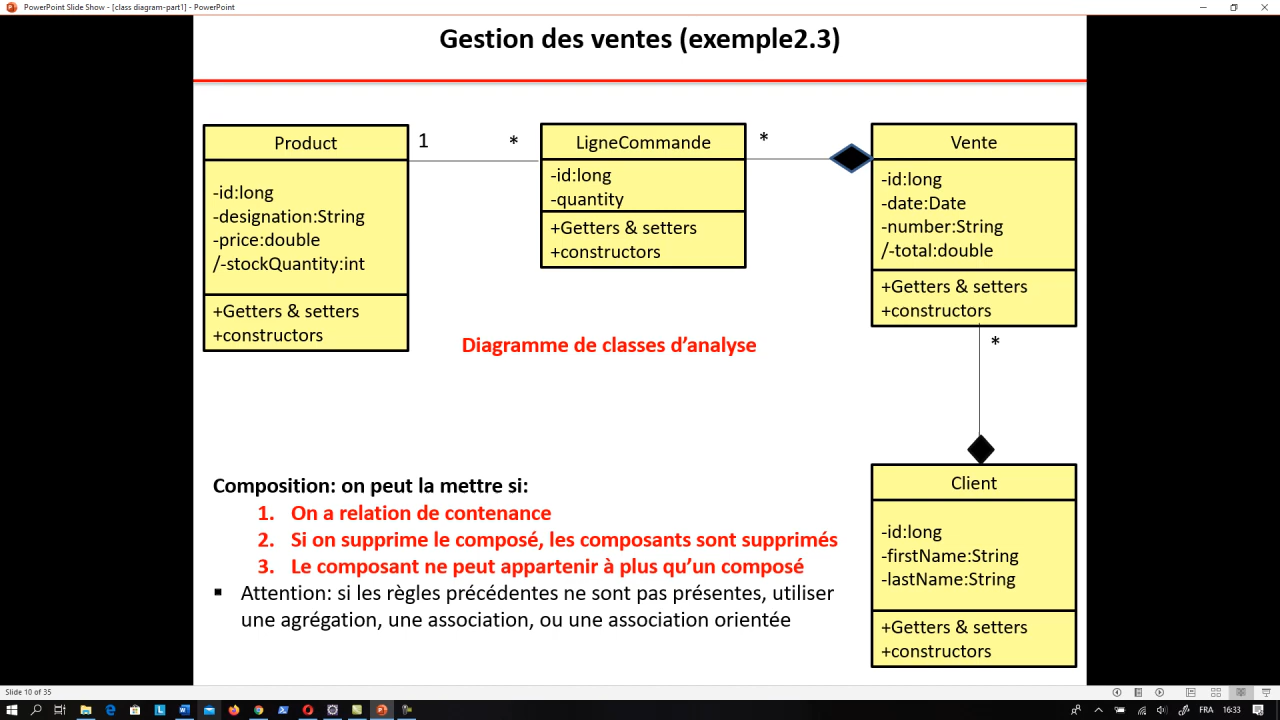 PowerPoint Slide Show - [class diagram-part1] - PowerPoint
Gestion des ventes (exemple2.3)
Product
-id:long
-designation:String
-price:double
/-stockQuantity:int
+Getters & setters
+constructors
1
*
LigneCommande
-id:long
-quantity
+Getters & setters
+constructors
*
Vente
-id:long
-date:Date
-number:String
/-total:double
+Getters & setters
+constructors
*
Diagramme de classes d’analyse
Client
-id:long
-firstName:String
-lastName:String
+Getters & setters
+constructors
Composition: on peut la mettre si:
1. On a relation de contenance
2. Si on supprime le composé, les composants sont supprimés
3. Le composant ne peut appartenir à plus qu’un composé
▪ Attention: si les règles précédentes ne sont pas présentes, utiliser
une agrégation, une association, ou une association orientée
Slide 10 of 35
FRA
16:33